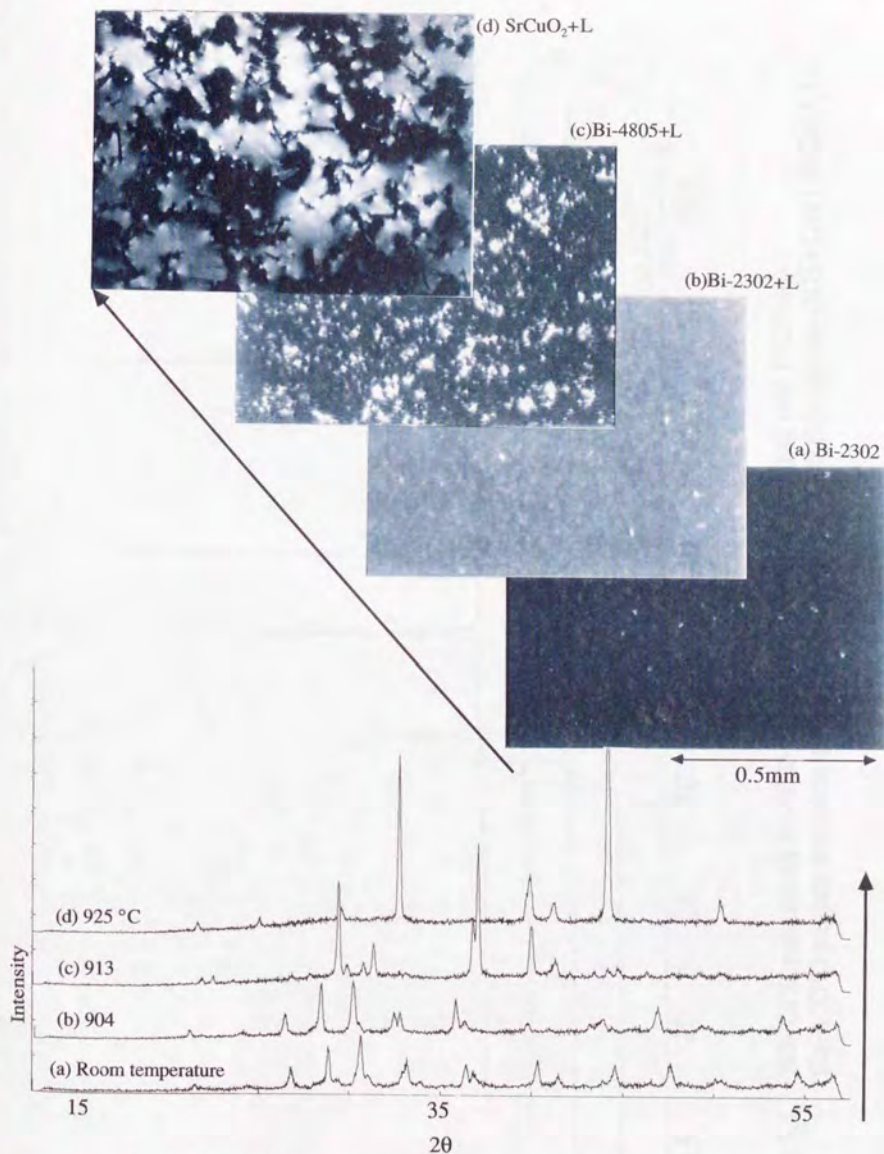 (d) SrCuO₂+L
(c)Bi-4805+L
(b)Bi-2302+L
(a) Bi-2302
0.5mm
(d) 925 °C
(c) 913
(b) 904
(a) Room temperature
Intensity
15 35 55
2θ